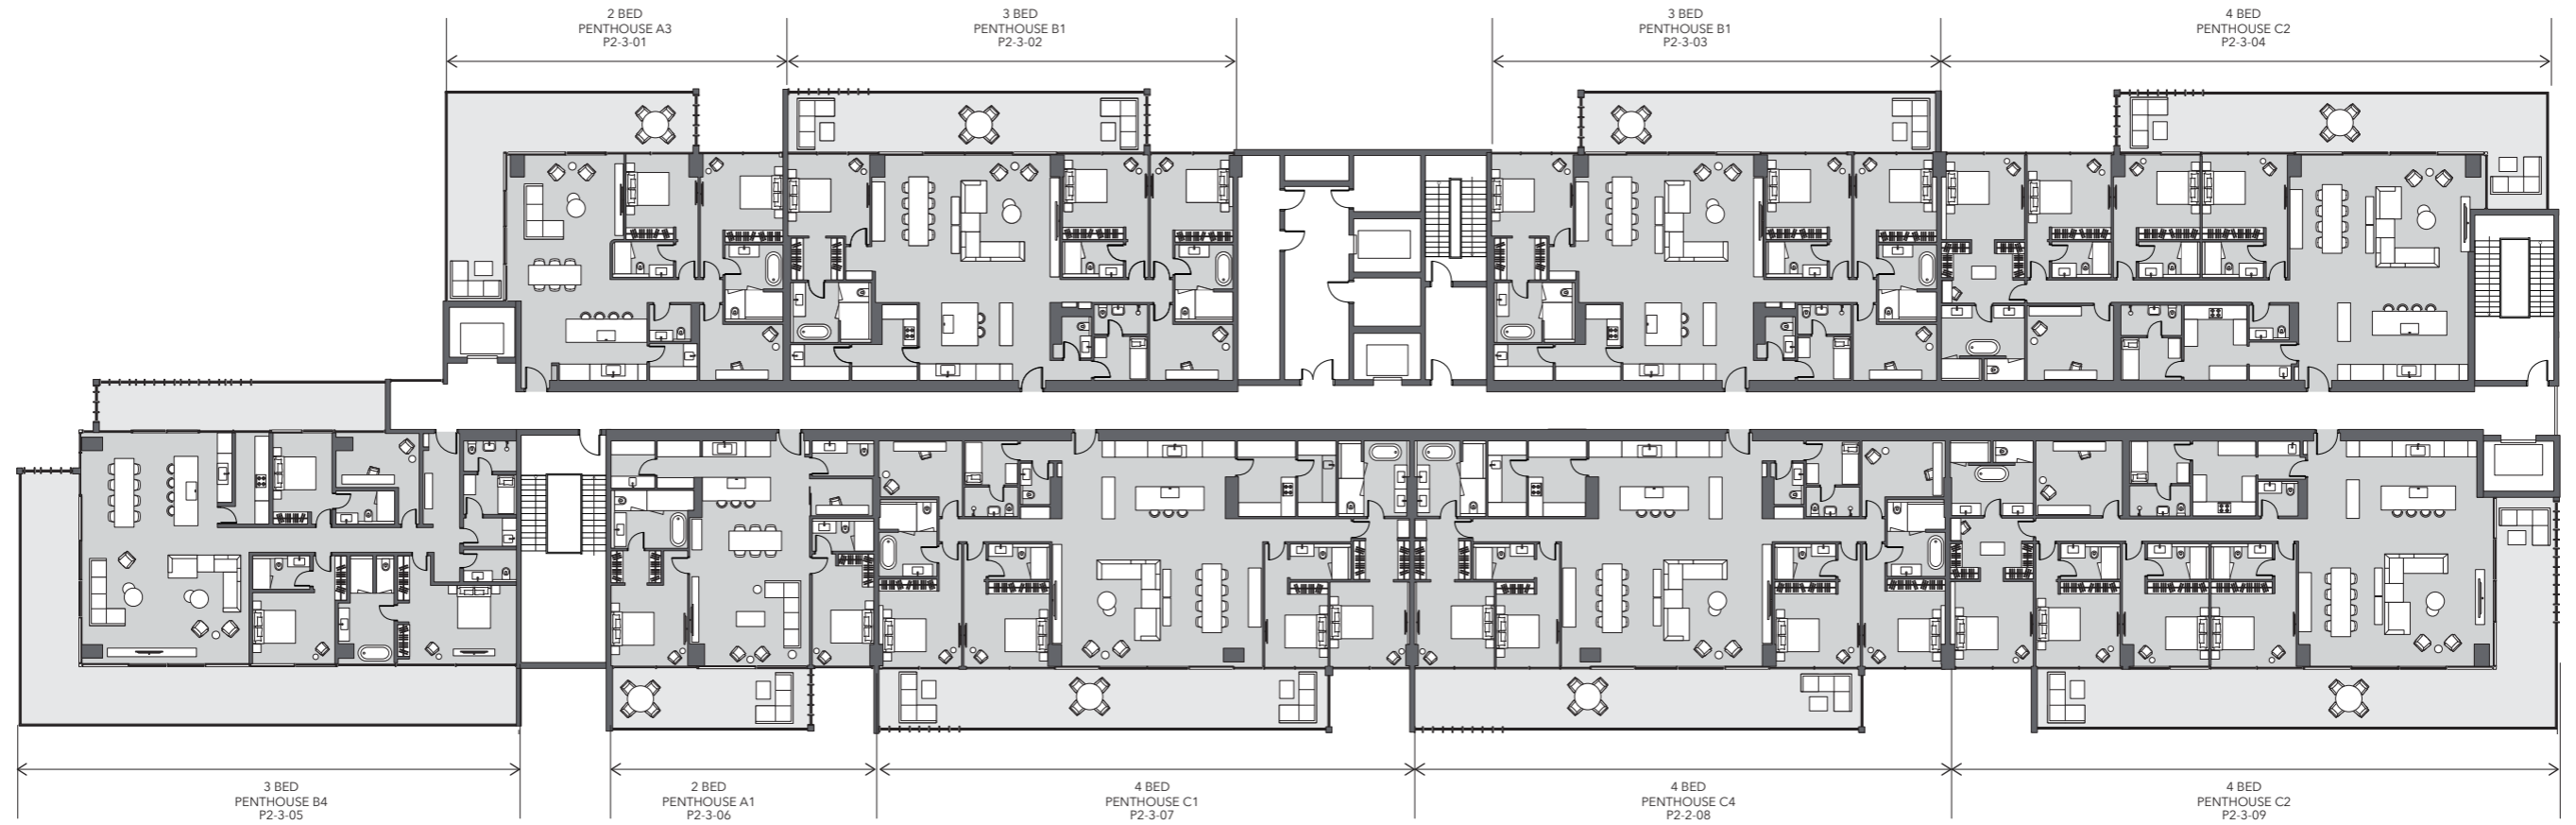 2 BED
PENTHOUSE A3
P2-3-01
3 BED
PENTHOUSE B1
P2-3-02
3 BED
PENTHOUSE B1
P2-3-03
4 BED
PENTHOUSE C2
P2-3-04
3 BED
PENTHOUSE B4
P2-3-05
2 BED
PENTHOUSE A1
P2-3-06
4 BED
PENTHOUSE C1
P2-3-07
4 BED
PENTHOUSE C4
P2-2-08
4 BED
PENTHOUSE C2
P2-3-09